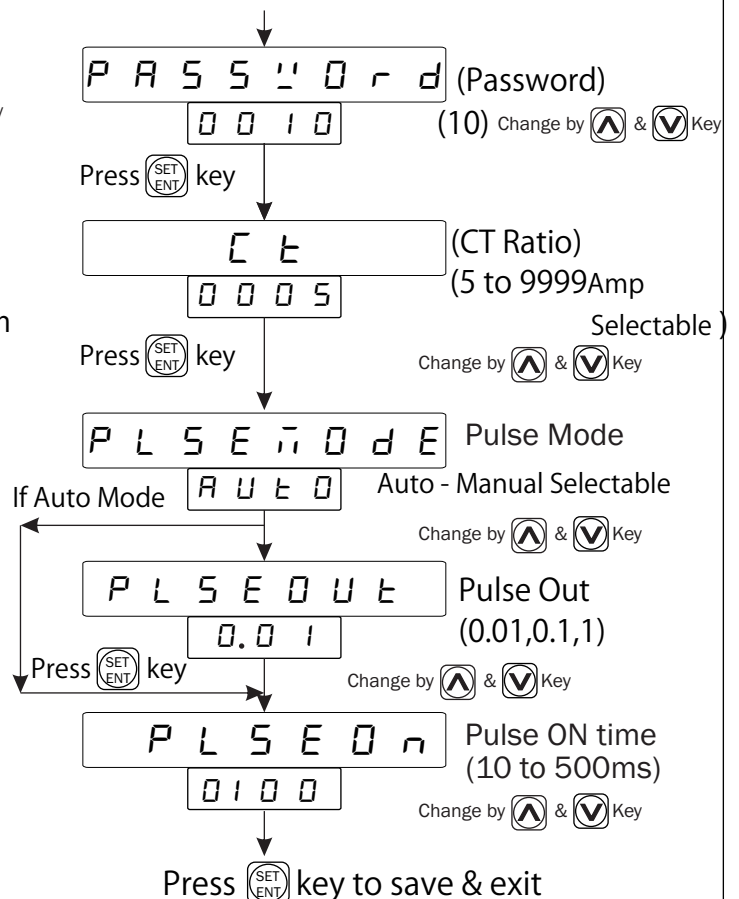 PASSWOrd (Password)
0010 (10) Change by & Key
Press SET ENT key
Ct (CT Ratio)
0005 (5 to 9999Amp
Selectable )
Press SET ENT key Change by & Key
PLSEmOdE Pulse Mode
AUtO Auto - Manual Selectable
If Auto Mode
Change by & Key
PLSEOUt Pulse Out
0.01 (0.01,0.1,1)
Press SET ENT key Change by & Key
PLSEOn Pulse ON time
0100 (10 to 500ms)
Change by & Key
Press SET ENT key to save & exit